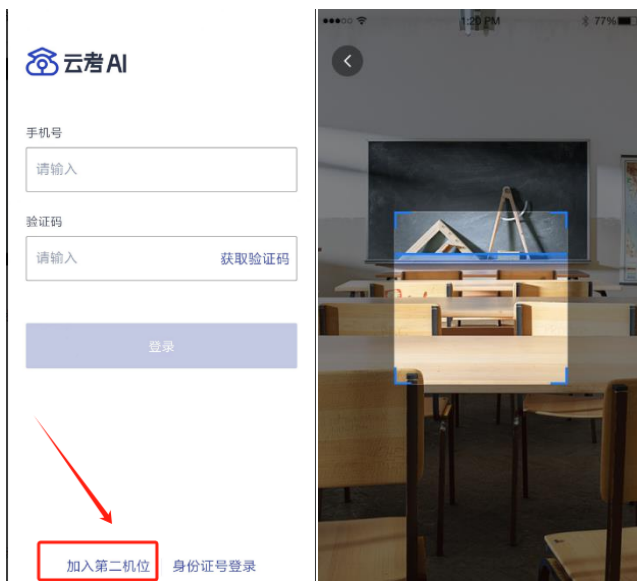 云考AI
手机号
请输入
验证码
请输入 获取验证码
登录
加入第二机位 身份证号登录
1:20 PM 77%